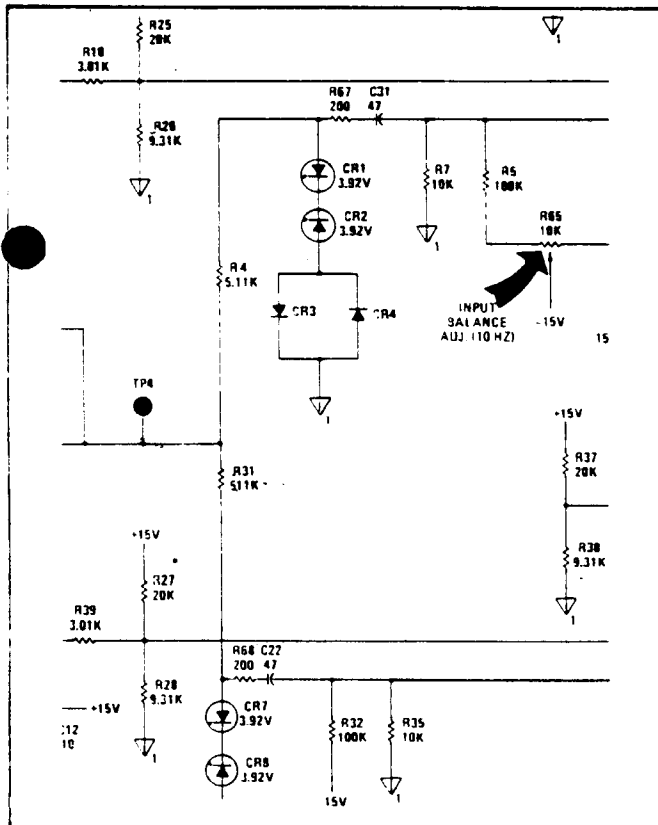 R25
20K
R18
3.01K
R26
9.31K
1
1
R67
200
C31
47
CR1
3.92V
CR2
3.92V
R7
10K
1
R5
100K
R65
10K
R4
5.11K
CR3
CR4
INPUT
BALANCE
ADJ. (10 HZ)
-15V
15
1
TP4
R31
5.11K
+15V
R37
20K
R38
9.31K
1
+15V
R27
20K
R39
3.01K
R28
9.31K
1
+15V
C12
10
R68
200
C22
47
CR7
3.92V
CR8
3.92V
R32
100K
15V
R35
10K
1